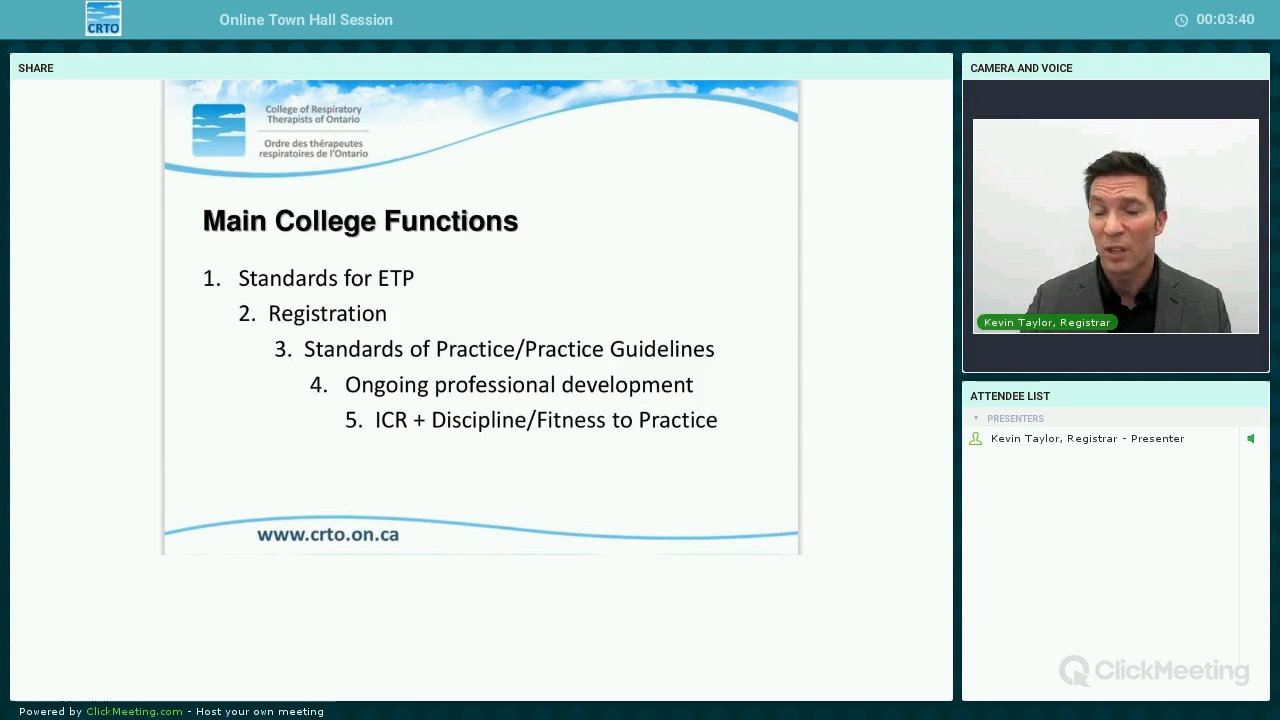 CRTO
Online Town Hall Session
00:03:40
SHARE
College of Respiratory
Therapists of Ontario
Ordre des thérapeutes
respiratoires de l'Ontario
Main College Functions
1. Standards for ETP
2. Registration
3. Standards of Practice/Practice Guidelines
4. Ongoing professional development
5. ICR + Discipline/Fitness to Practice
www.crto.on.ca
CAMERA AND VOICE
Kevin Taylor, Registrar
ATTENDEE LIST
PRESENTERS
Kevin Taylor, Registrar - Presenter
ClickMeeting
Powered by ClickMeeting.com - Host your own meeting